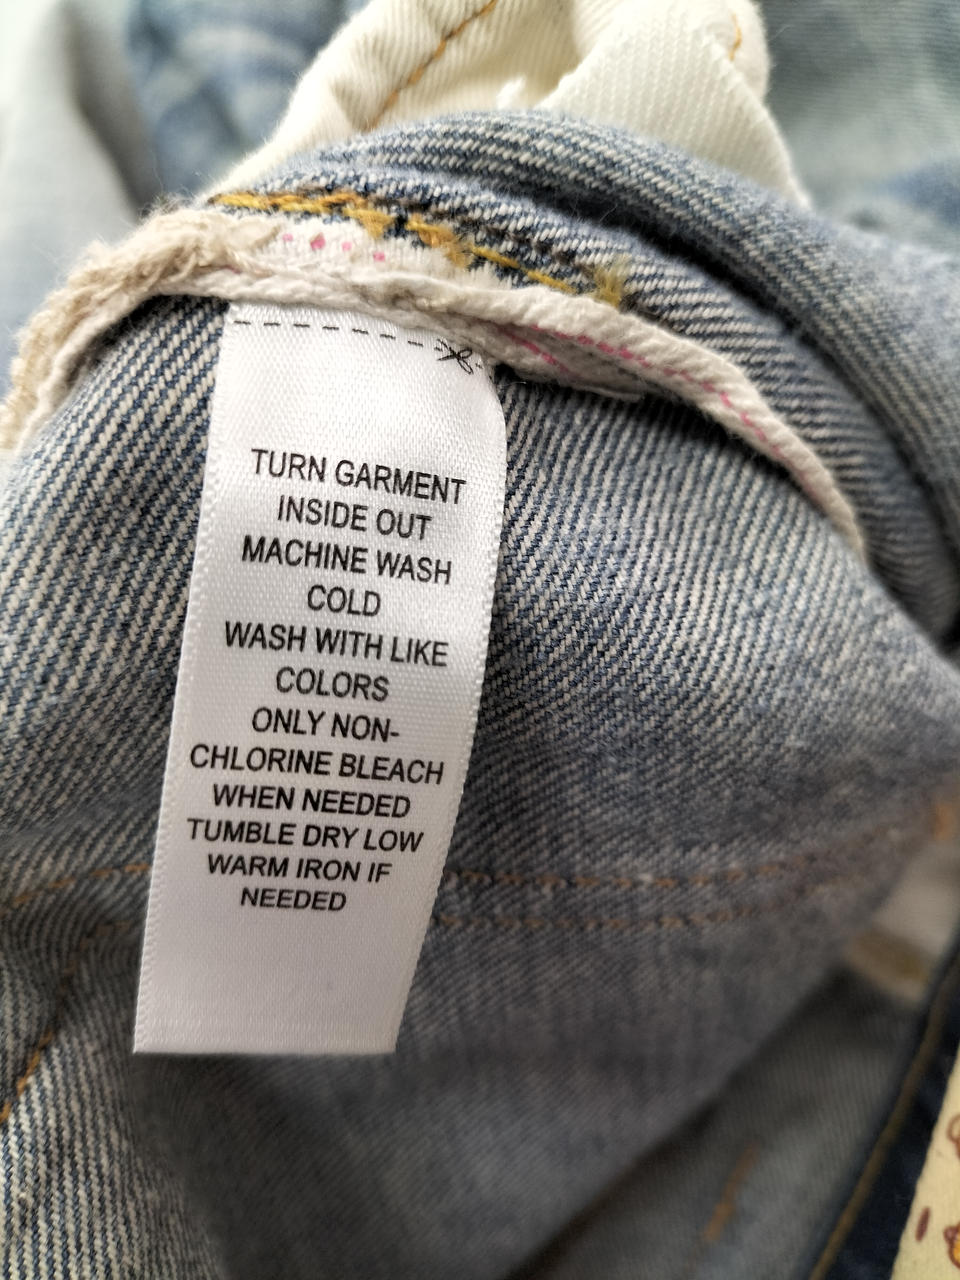 TURN GARMENT
INSIDE OUT
MACHINE WASH
COLD
WASH WITH LIKE
COLORS
ONLY NON-
CHLORINE BLEACH
WHEN NEEDED
TUMBLE DRY LOW
WARM IRON IF
NEEDED